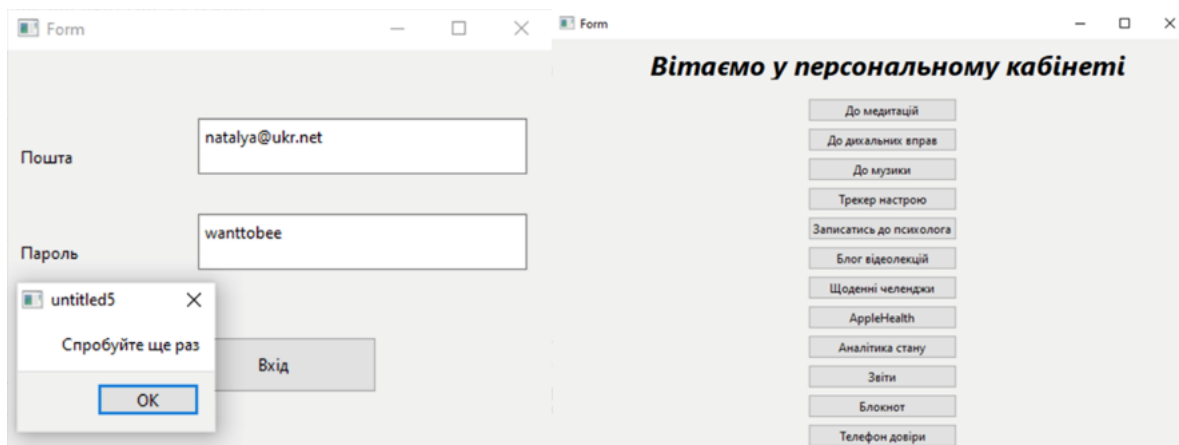 Form
natalya@ukr.net
Пошта
wanttobee
Пароль
untitled5
Спробуйте ще раз
Вхід
OK
Form
Вітаємо у персональному кабінеті
До медитацій
До дихальних вправ
До музики
Трекер настрою
Записатись до психолога
Блог відеолекцій
Щоденні челенджи
AppleHealth
Аналітика стану
Звіти
Блокнот
Телефон довіри